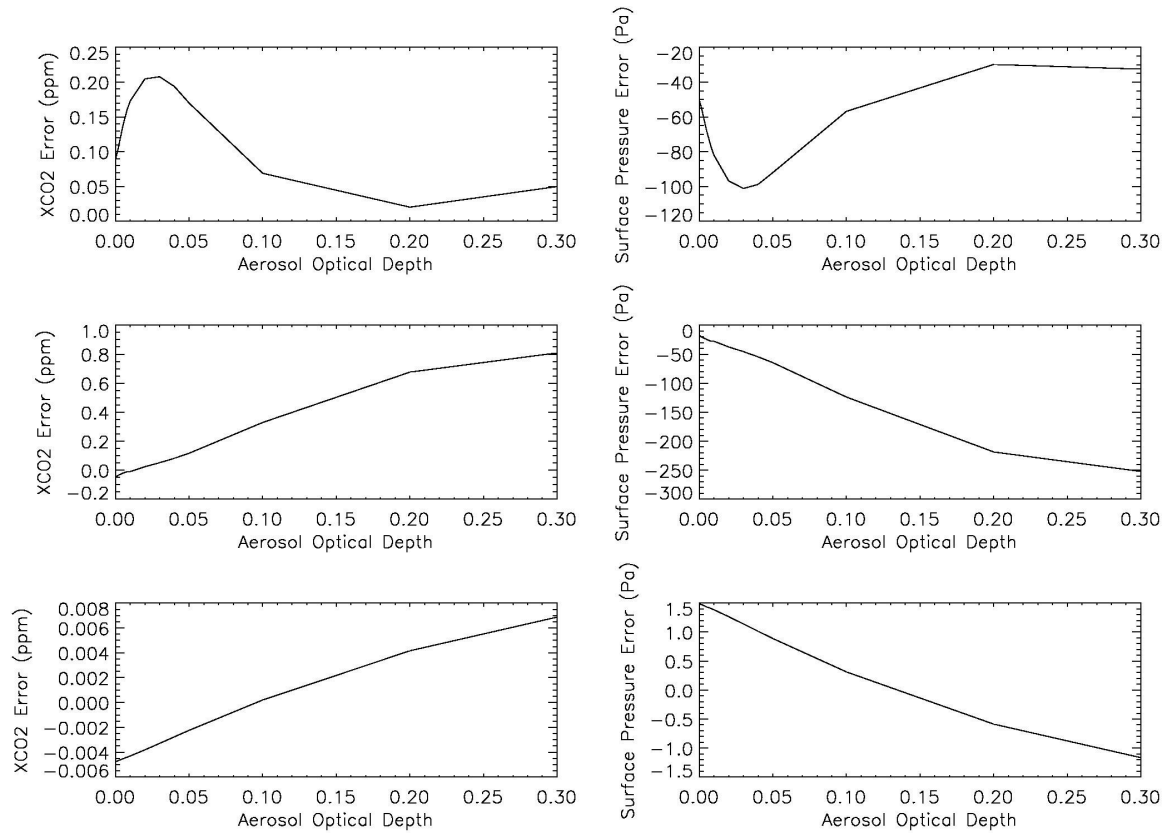 XCO2 Error (ppm)
0.25
0.20
0.15
0.10
0.05
0.00
0.00 0.05 0.10 0.15 0.20 0.25 0.30
Aerosol Optical Depth
Surface Pressure Error (Pa)
−20
−40
−60
−80
−100
−120
0.00 0.05 0.10 0.15 0.20 0.25 0.30
Aerosol Optical Depth
XCO2 Error (ppm)
1.0
0.8
0.6
0.4
0.2
0.0
−0.2
0.00 0.05 0.10 0.15 0.20 0.25 0.30
Aerosol Optical Depth
Surface Pressure Error (Pa)
0
−50
−100
−150
−200
−250
−300
0.00 0.05 0.10 0.15 0.20 0.25 0.30
Aerosol Optical Depth
XCO2 Error (ppm)
0.008
0.006
0.004
0.002
0.000
−0.002
−0.004
−0.006
0.00 0.05 0.10 0.15 0.20 0.25 0.30
Aerosol Optical Depth
Surface Pressure Error (Pa)
1.5
1.0
0.5
0.0
−0.5
−1.0
−1.5
0.00 0.05 0.10 0.15 0.20 0.25 0.30
Aerosol Optical Depth